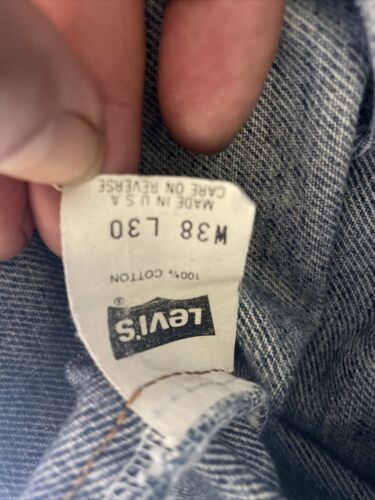 LEVI'S ®
100% COTTON
W38 L30
MADE IN U.S.A
CARE ON REVERSE